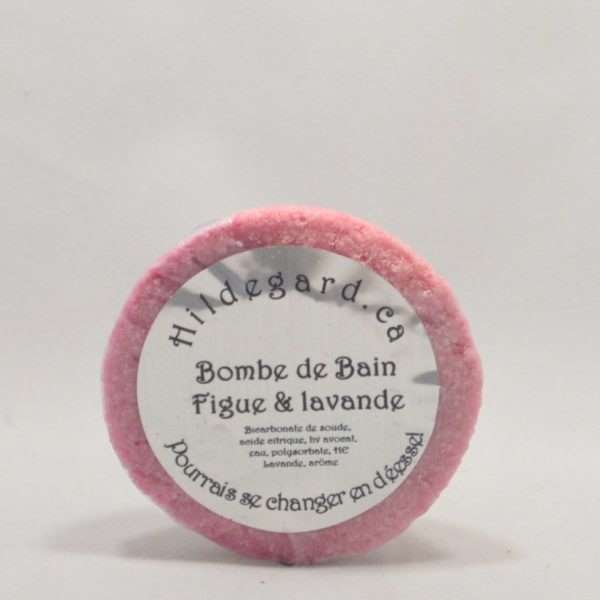 Hildegard.ca
Bombe de Bain
Figue & lavande
Bicarbonate de soude,
acide citrique, hv avocat,
eau, polysorbate, HE
Lavande, arôme
Pourrais se changer en déesse!